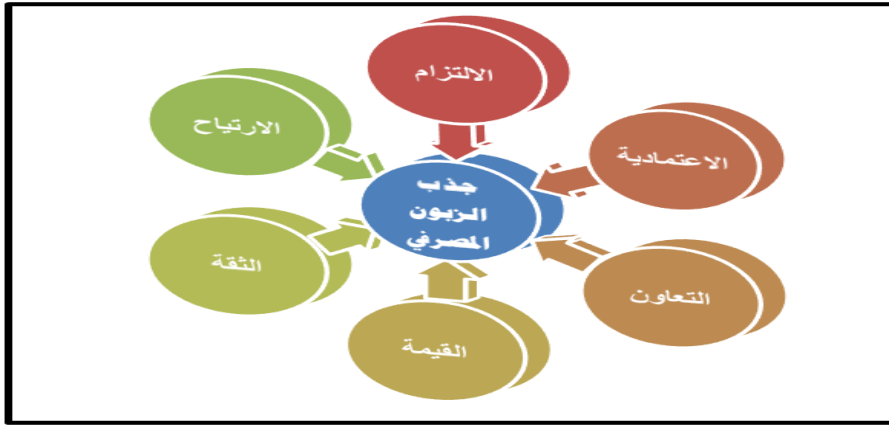 الالتزام
الاعتمادية
الارتياح
جذب
الزبون
المصرفي
الثقة
التعاون
القيمة